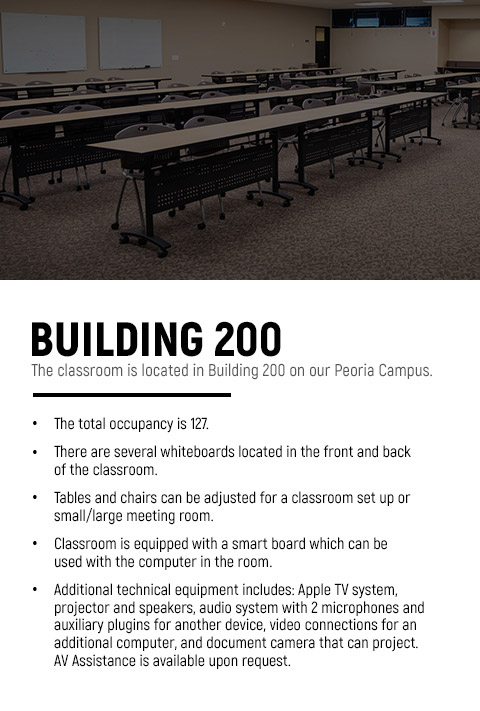 BUILDING 200
The classroom is located in Building 200 on our Peoria Campus.
• The total occupancy is 127.
• There are several whiteboards located in the front and back
of the classroom.
• Tables and chairs can be adjusted for a classroom set up or
small/large meeting room.
• Classroom is equipped with a smart board which can be
used with the computer in the room.
• Additional technical equipment includes: Apple TV system,
projector and speakers, audio system with 2 microphones and
auxiliary plugins for another device, video connections for an
additional computer, and document camera that can project.
AV Assistance is available upon request.